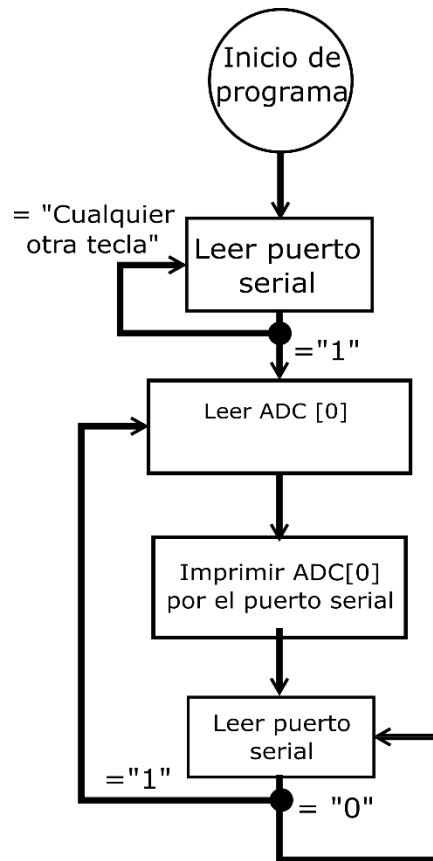 Inicio de
programa
= "Cualquier
otra tecla"
Leer puerto
serial
="1"
Leer ADC [0]
Imprimir ADC[0]
por el puerto serial
Leer puerto
serial
="1"
= "0"